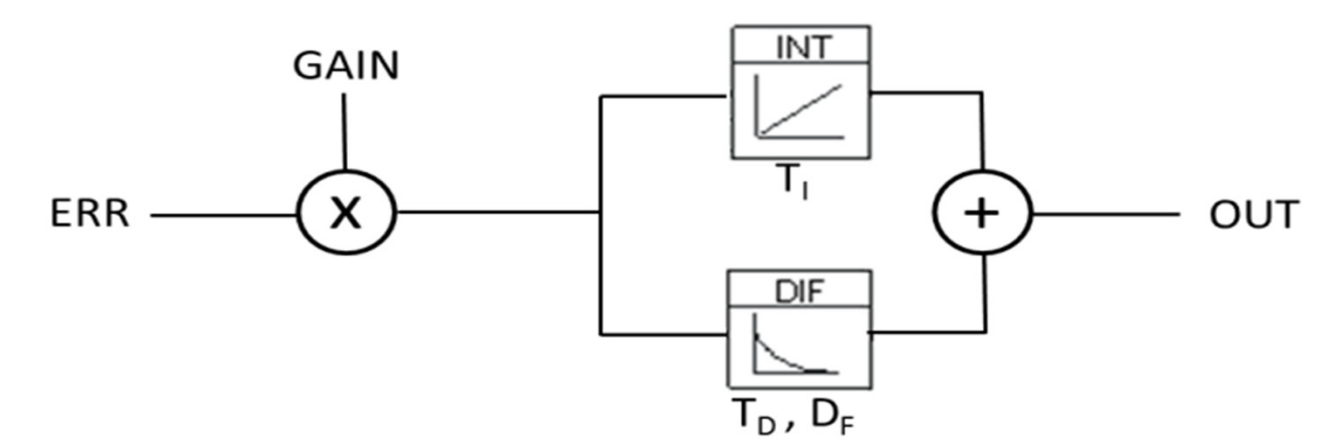 GAIN
ERR
X
INT
T_I
+
OUT
DIF
T_D , D_F